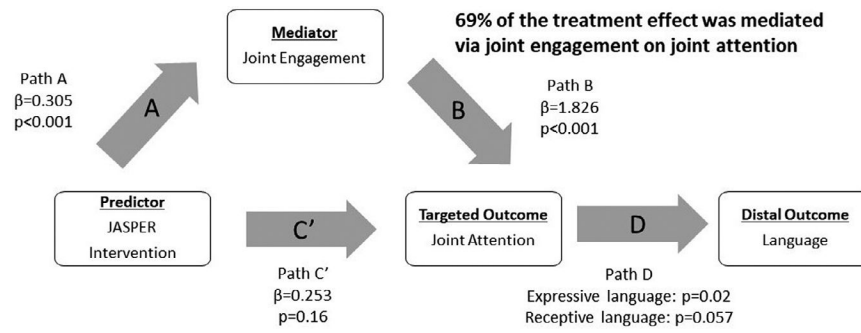 69% of the treatment effect was mediated
via joint engagement on joint attention
Mediator
Joint Engagement
Path A
β=0.305
p<0.001
A
B
Path B
β=1.826
p<0.001
Predictor
JASPER
Intervention
C’
Targeted Outcome
Joint Attention
D
Distal Outcome
Language
Path C’
β=0.253
p=0.16
Path D
Expressive language: p=0.02
Receptive language: p=0.057